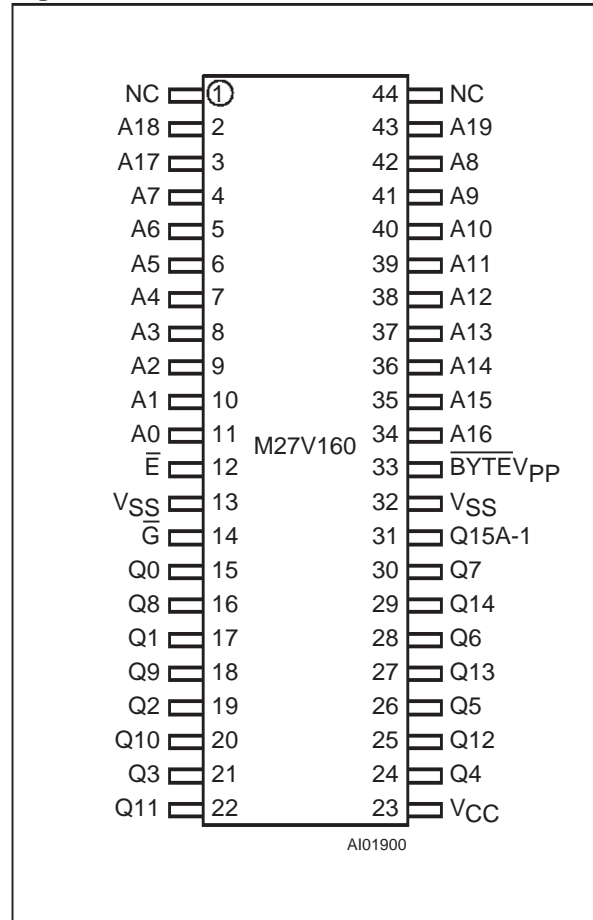 NC 1 44 NC
A18 2 43 A19
A17 3 42 A8
A7 4 41 A9
A6 5 40 A10
A5 6 39 A11
A4 7 38 A12
A3 8 37 A13
A2 9 36 A14
A1 10 35 A15
A0 11 34 A16
M27V160
E̅ 12 33 B̅Y̅T̅E̅VPP
VSS 13 32 VSS
G̅ 14 31 Q15A-1
Q0 15 30 Q7
Q8 16 29 Q14
Q1 17 28 Q6
Q9 18 27 Q13
Q2 19 26 Q5
Q10 20 25 Q12
Q3 21 24 Q4
Q11 22 23 VCC
AI01900